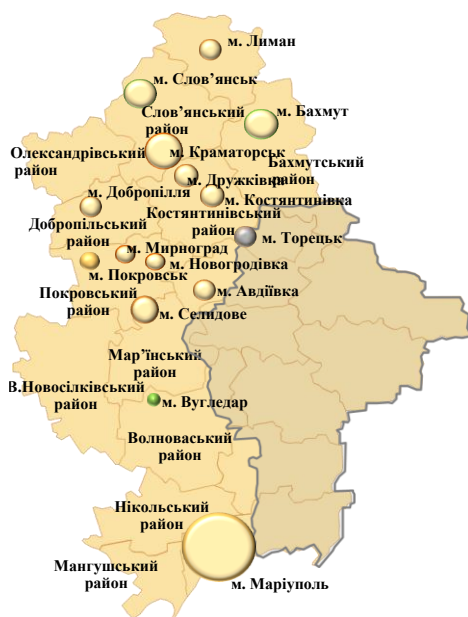 м. Лиман
м. Слов’янськ
Слов’янський
район
м. Бахмут
Олександрівський
район
м. Краматорськ
Бахмутський
район
м. Дружківка
м. Костянтинівка
м. Добропілля
Костянтинівський
район
Добропільський
район
м. Торецьк
м. Мирноград
м. Новогродівка
м. Покровськ
Покровський
район
м. Авдіївка
м. Селидове
Мар’їнський
район
В.Новосілківський
район
м. Вугледар
Волноваський
район
Нікольський
район
Мангушський
район
м. Маріуполь